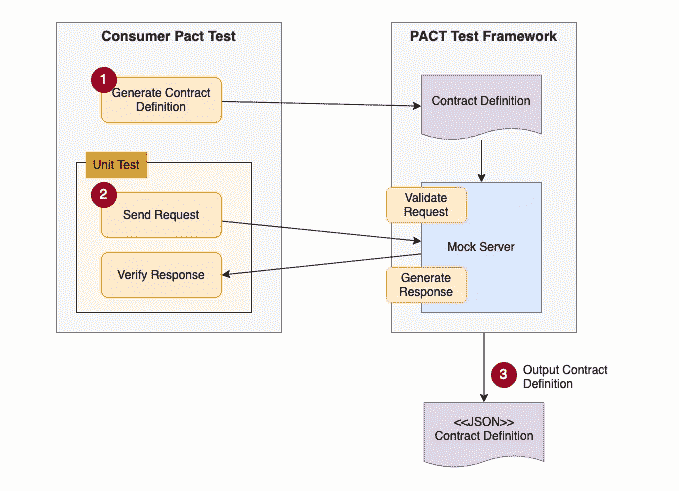 Consumer Pact Test
PACT Test Framework
1
Generate Contract
Definition
Contract Definition
Unit Test
2
Send Request
Verify Response
Validate
Request
Mock Server
Generate
Response
3
Output Contract
Definition
<<JSON>>
Contract Definition